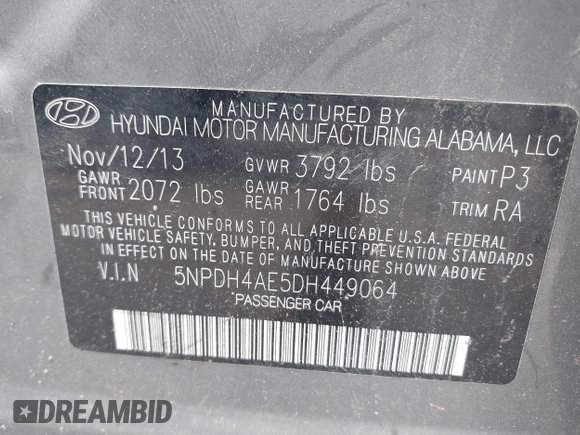 MANUFACTURED BY
HYUNDAI MOTOR MANUFACTURING ALABAMA, LLC
Nov/12/13 GVWR 3792 lbs PAINT P3
GAWR FRONT 2072 lbs GAWR REAR 1764 lbs TRIM RA
THIS VEHICLE CONFORMS TO ALL APPLICABLE FEDERAL
MOTOR VEHICLE SAFETY, BUMPER, AND THEFT PREVENTION STANDARDS
IN EFFECT ON THE DATE OF MANUFACTURE SHOWN ABOVE
V.I.N 5NPDH4AE5DH449064
PASSENGER CAR
DREAMBID